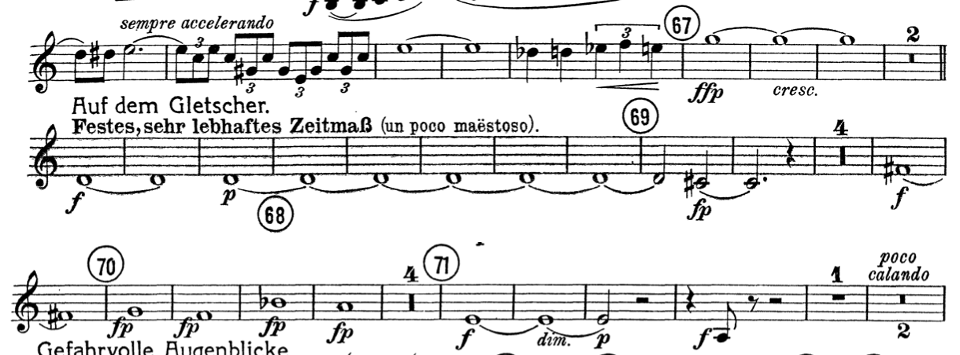 f
sempre accelerando
67
3 3 3 3 3 2
ffp cresc.
Auf dem Gletscher.
Festes, sehr lebhaftes Zeitmaß (un poco maëstoso).
69
4
f p fp f
68
70 71 poco
4 1 calando
fp fp fp fp f dim. p f 2
Gefahrvolle Augenblicke